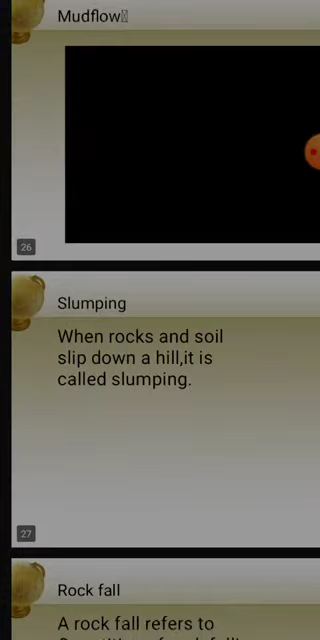 Mudflow
26
Slumping
When rocks and soil
slip down a hill,it is
called slumping.
27
Rock fall
A rock fall refers to